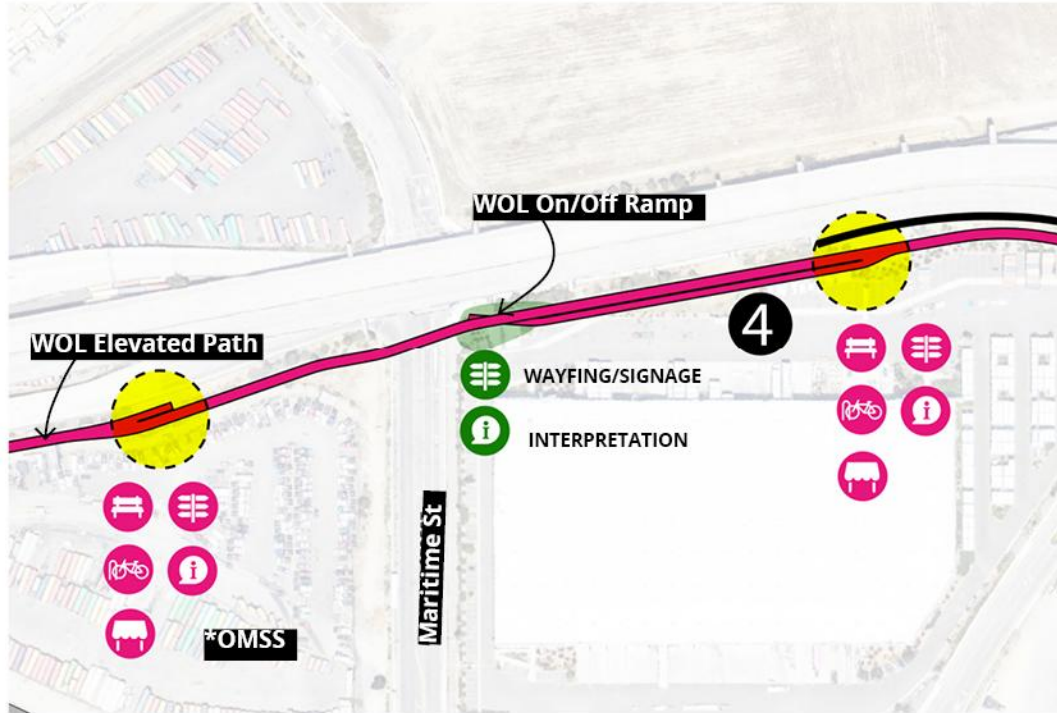 WOL On/Off Ramp
4
WOL Elevated Path
WAYFING/SIGNAGE
INTERPRETATION
Maritime St
*OMSS